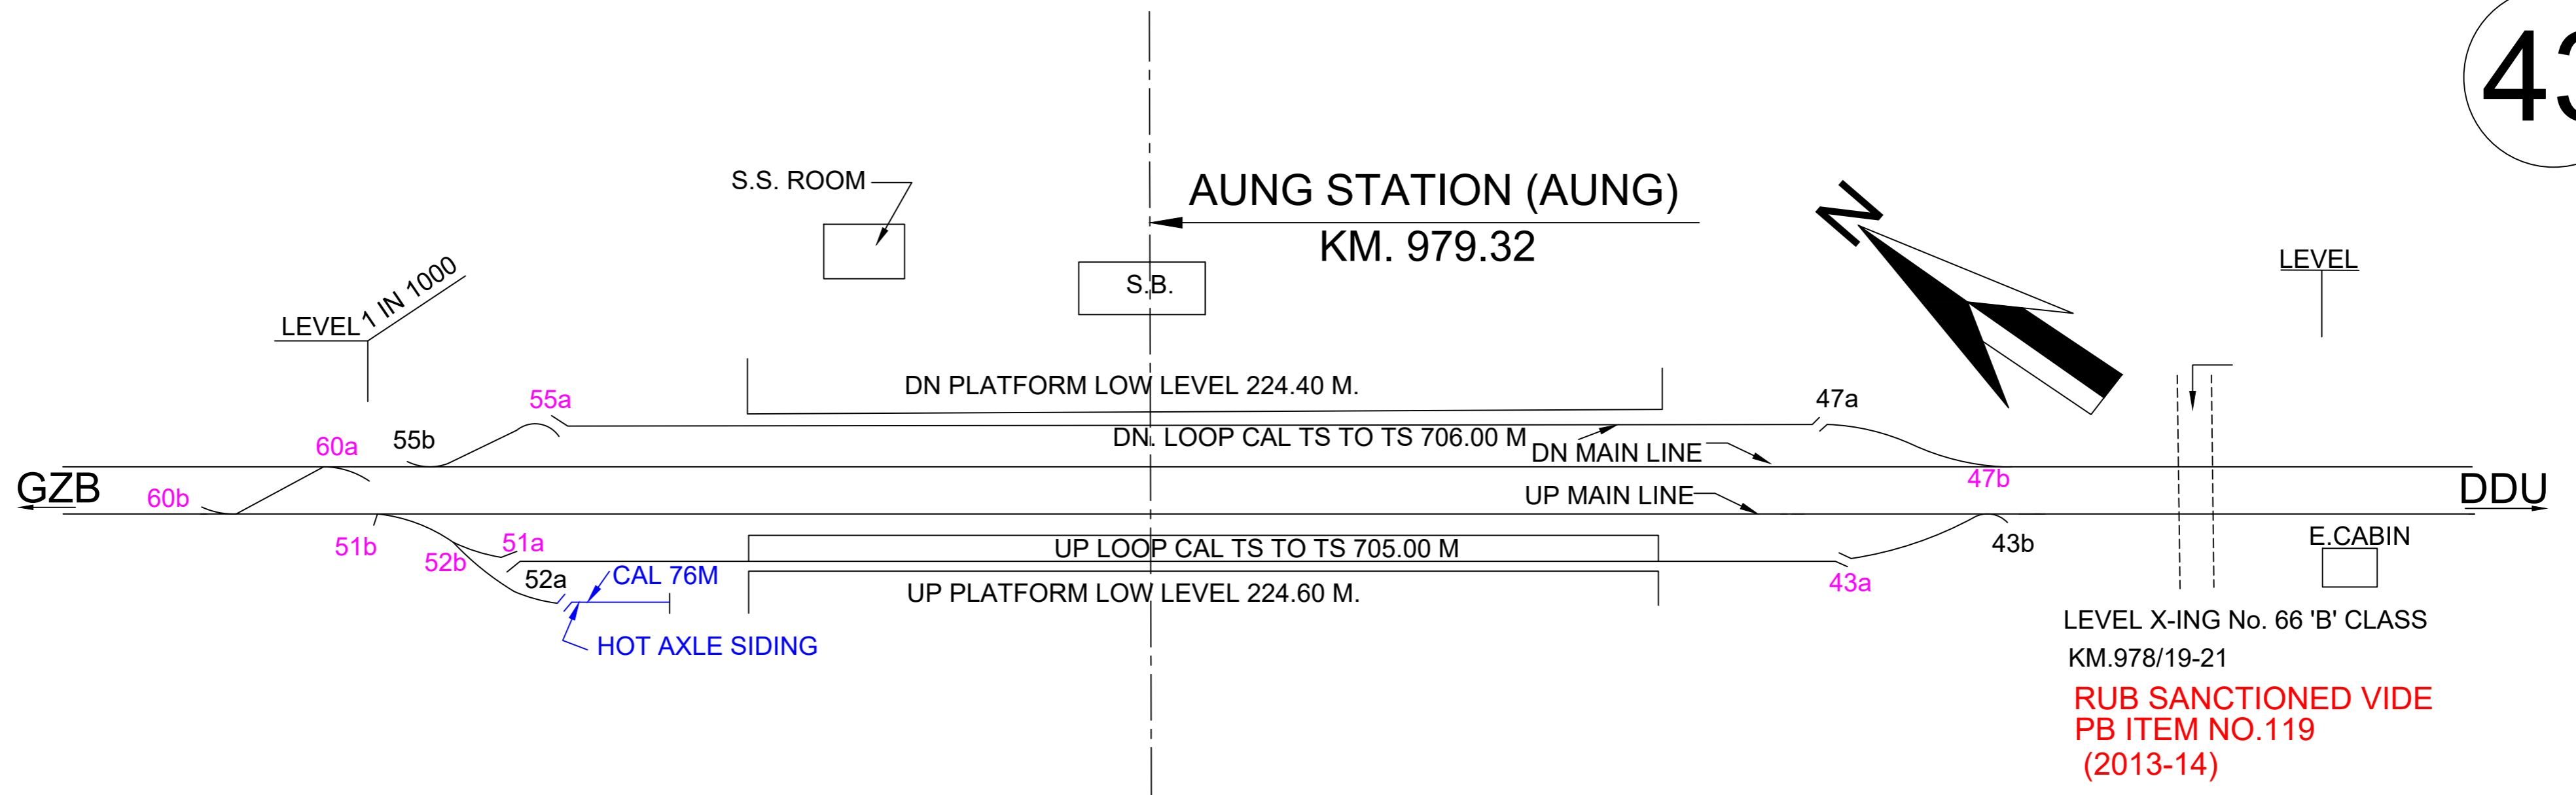 43
S.S. ROOM
AUNG STATION (AUNG)
KM. 979.32
N
LEVEL
1 IN 1000
LEVEL
S.B.
DN PLATFORM LOW LEVEL 224.40 M.
55a
47a
60a
55b
DN. LOOP CAL TS TO TS 706.00 M
DN MAIN LINE
GZB
60b
UP MAIN LINE
47b
DDU
51b
51a
52b
52a
CAL 76M
UP LOOP CAL TS TO TS 705.00 M
43b
E.CABIN
43a
UP PLATFORM LOW LEVEL 224.60 M.
HOT AXLE SIDING
LEVEL X-ING No. 66 'B' CLASS
KM.978/19-21
RUB SANCTIONED VIDE
PB ITEM NO.119
(2013-14)